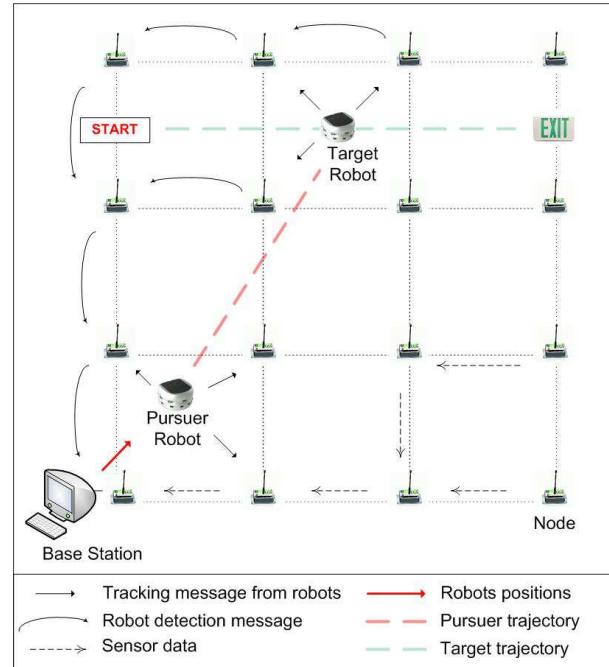 START
EXIT
Target
Robot
Pursuer
Robot
Base Station
Node
Tracking message from robots
Robot detection message
Sensor data
Robots positions
Pursuer trajectory
Target trajectory